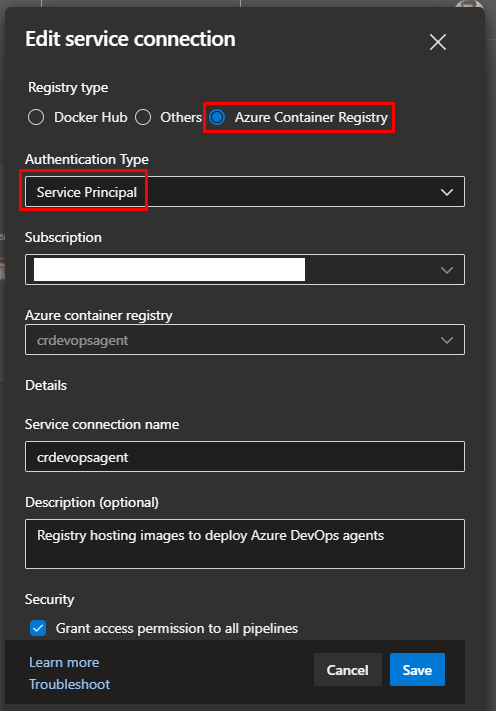 Edit service connection
Registry type
Docker Hub Others Azure Container Registry
Authentication Type
Service Principal
Subscription
Azure container registry
crdevopsagent
Details
Service connection name
crdevopsagent
Description (optional)
Registry hosting images to deploy Azure DevOps agents
Security
Grant access permission to all pipelines
Learn more
Troubleshoot
Cancel
Save